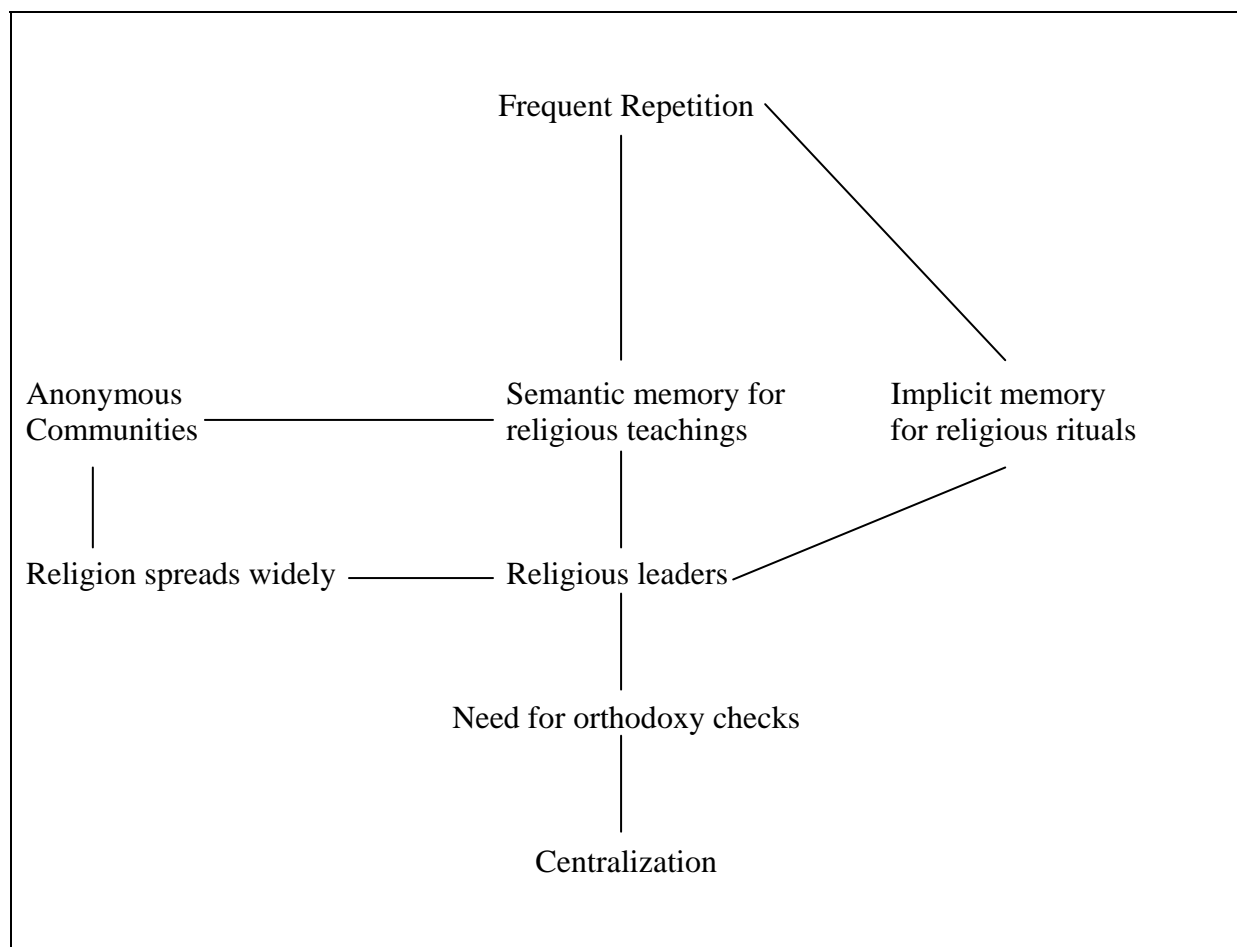 Frequent Repetition
Anonymous
Communities
Semantic memory for
religious teachings
Implicit memory
for religious rituals
Religion spreads widely
Religious leaders
Need for orthodoxy checks
Centralization